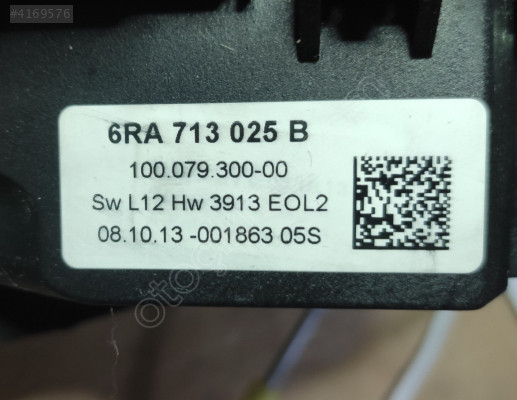 #4169576
6RA 713 025 B
100.079.300-00
Sw L12 Hw 3913 EOL2
08.10.13 -001863 05S